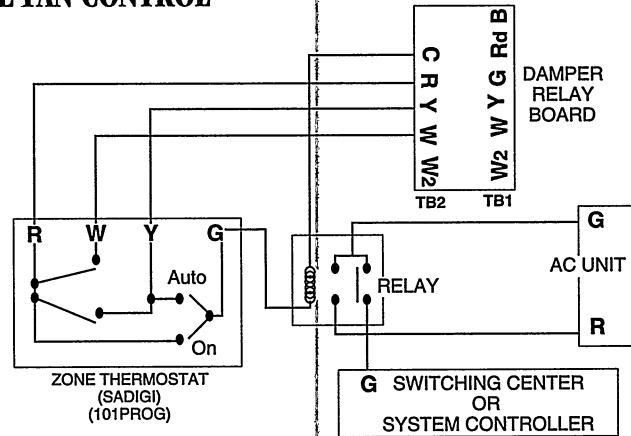 FAN CONTROL
C R Y W W2
B Rd G Y W W2
TB2 TB1
DAMPER
RELAY
BOARD
R W Y G
Auto
On
ZONE THERMOSTAT
(SADIGI)
(101PROG)
RELAY
G
AC UNIT
R
G SWITCHING CENTER
OR
SYSTEM CONTROLLER